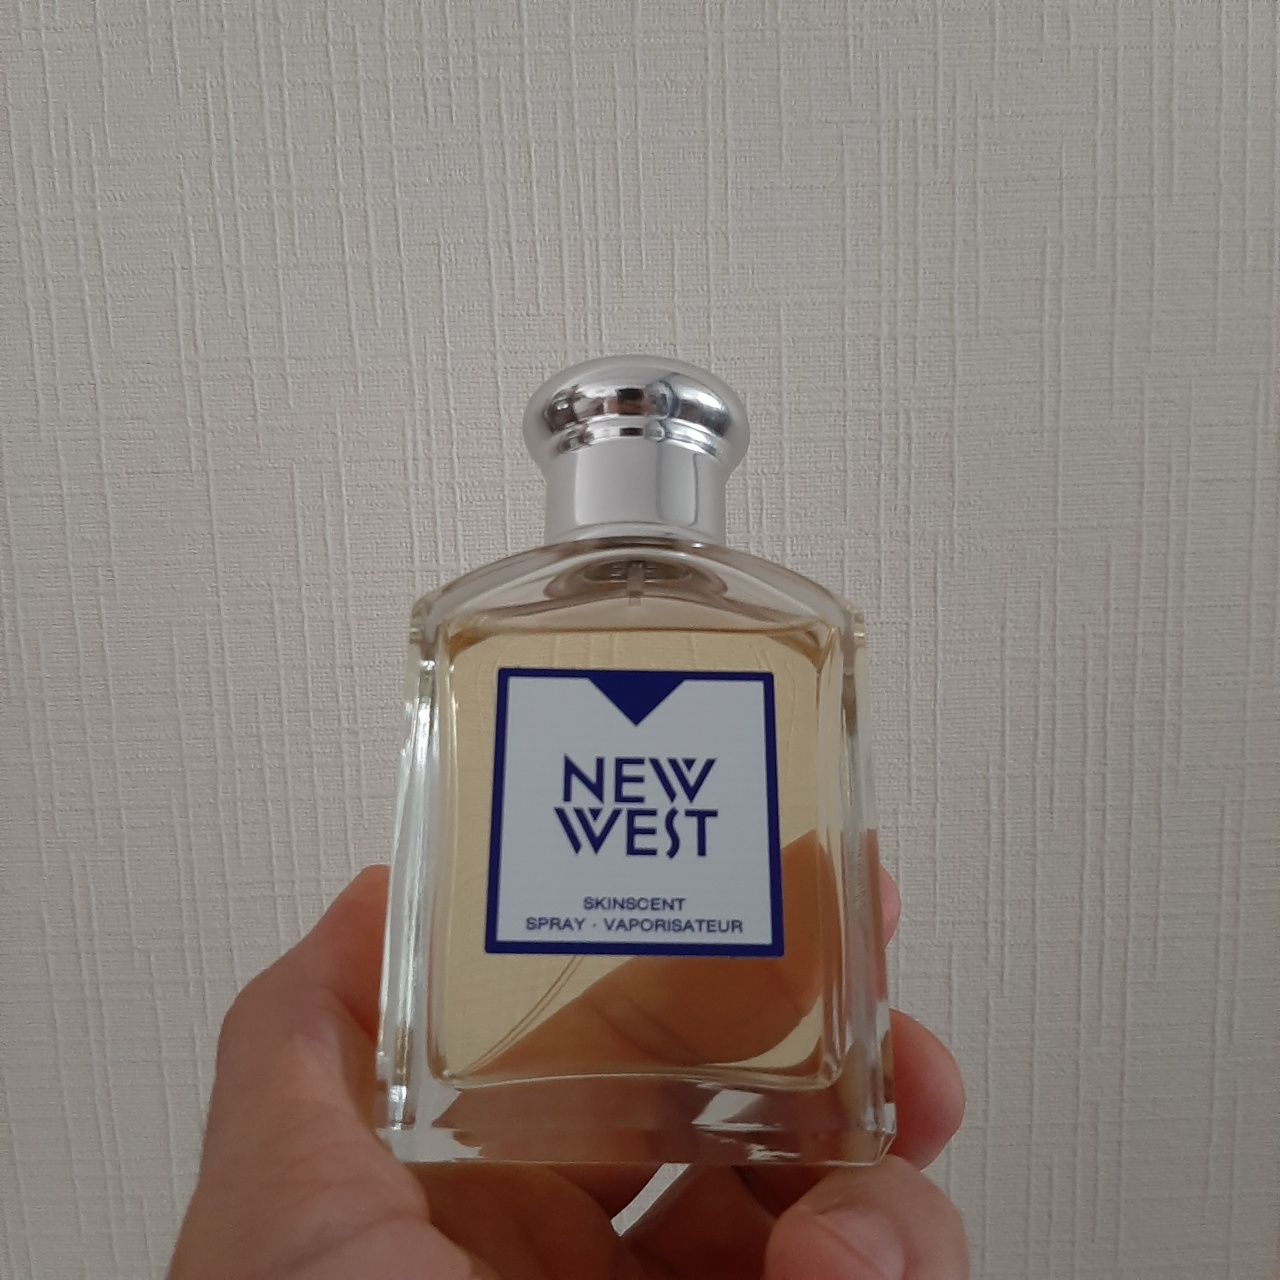 NEW
WEST
SKINSCENT
SPRAY · VAPORISATEUR